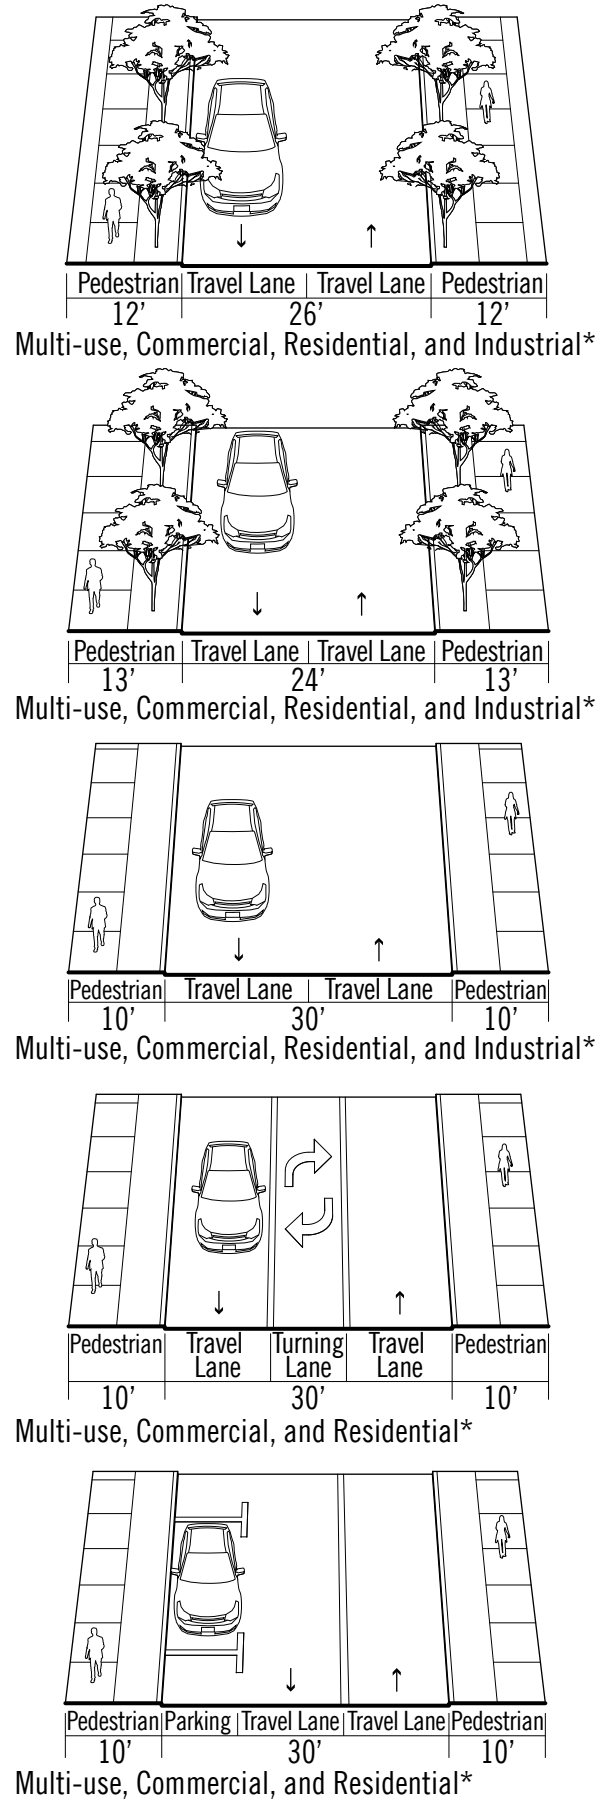 Pedestrian Travel Lane Travel Lane Pedestrian
12’ 26’ 12’
Multi-use, Commercial, Residential, and Industrial*
Pedestrian Travel Lane Travel Lane Pedestrian
13’ 24’ 13’
Multi-use, Commercial, Residential, and Industrial*
Pedestrian Travel Lane Travel Lane Pedestrian
10’ 30’ 10’
Multi-use, Commercial, Residential, and Industrial*
Pedestrian Travel Turning Travel Pedestrian
Lane Lane Lane
10’ 30’ 10’
Multi-use, Commercial, and Residential*
Pedestrian Parking Travel Lane Travel Lane Pedestrian
10’ 30’ 10’
Multi-use, Commercial, and Residential*